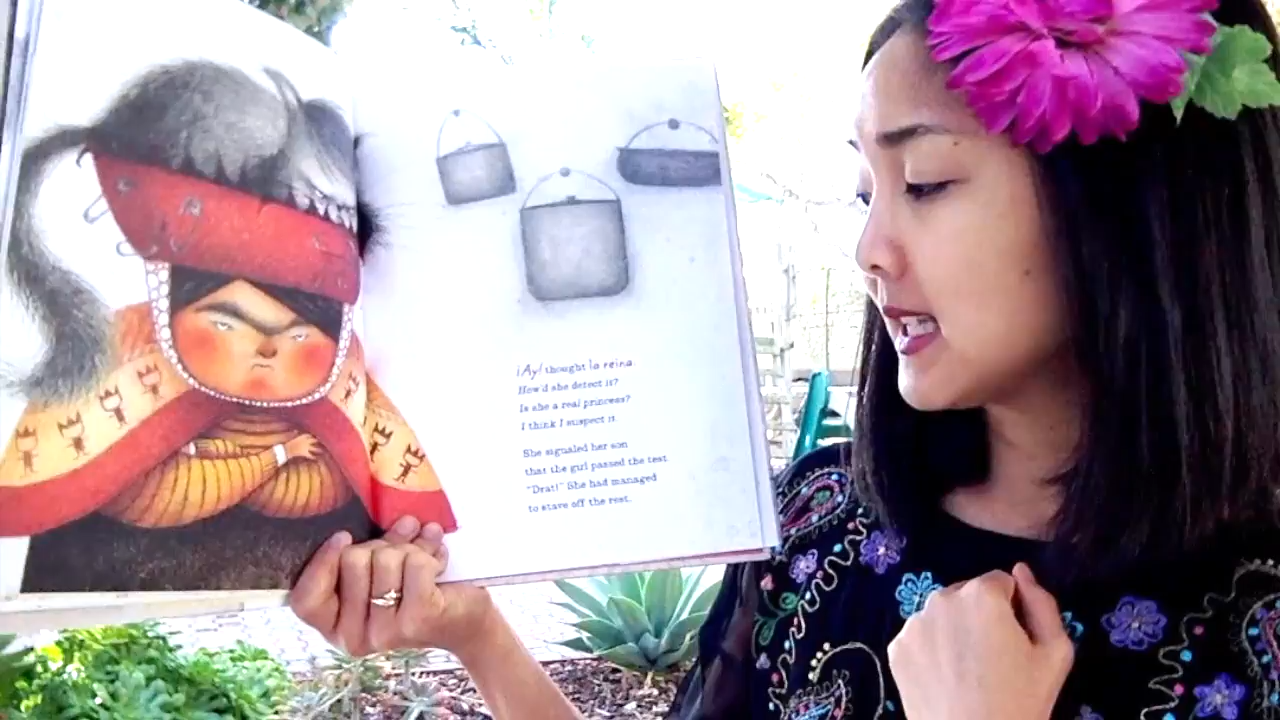 ¡Ay! thought la reina.
How'd she detect it?
Is she a real princess?
I think I suspect it.
She signaled her son
that the girl passed the test.
"Drat!" She had managed
to stave off the rest.